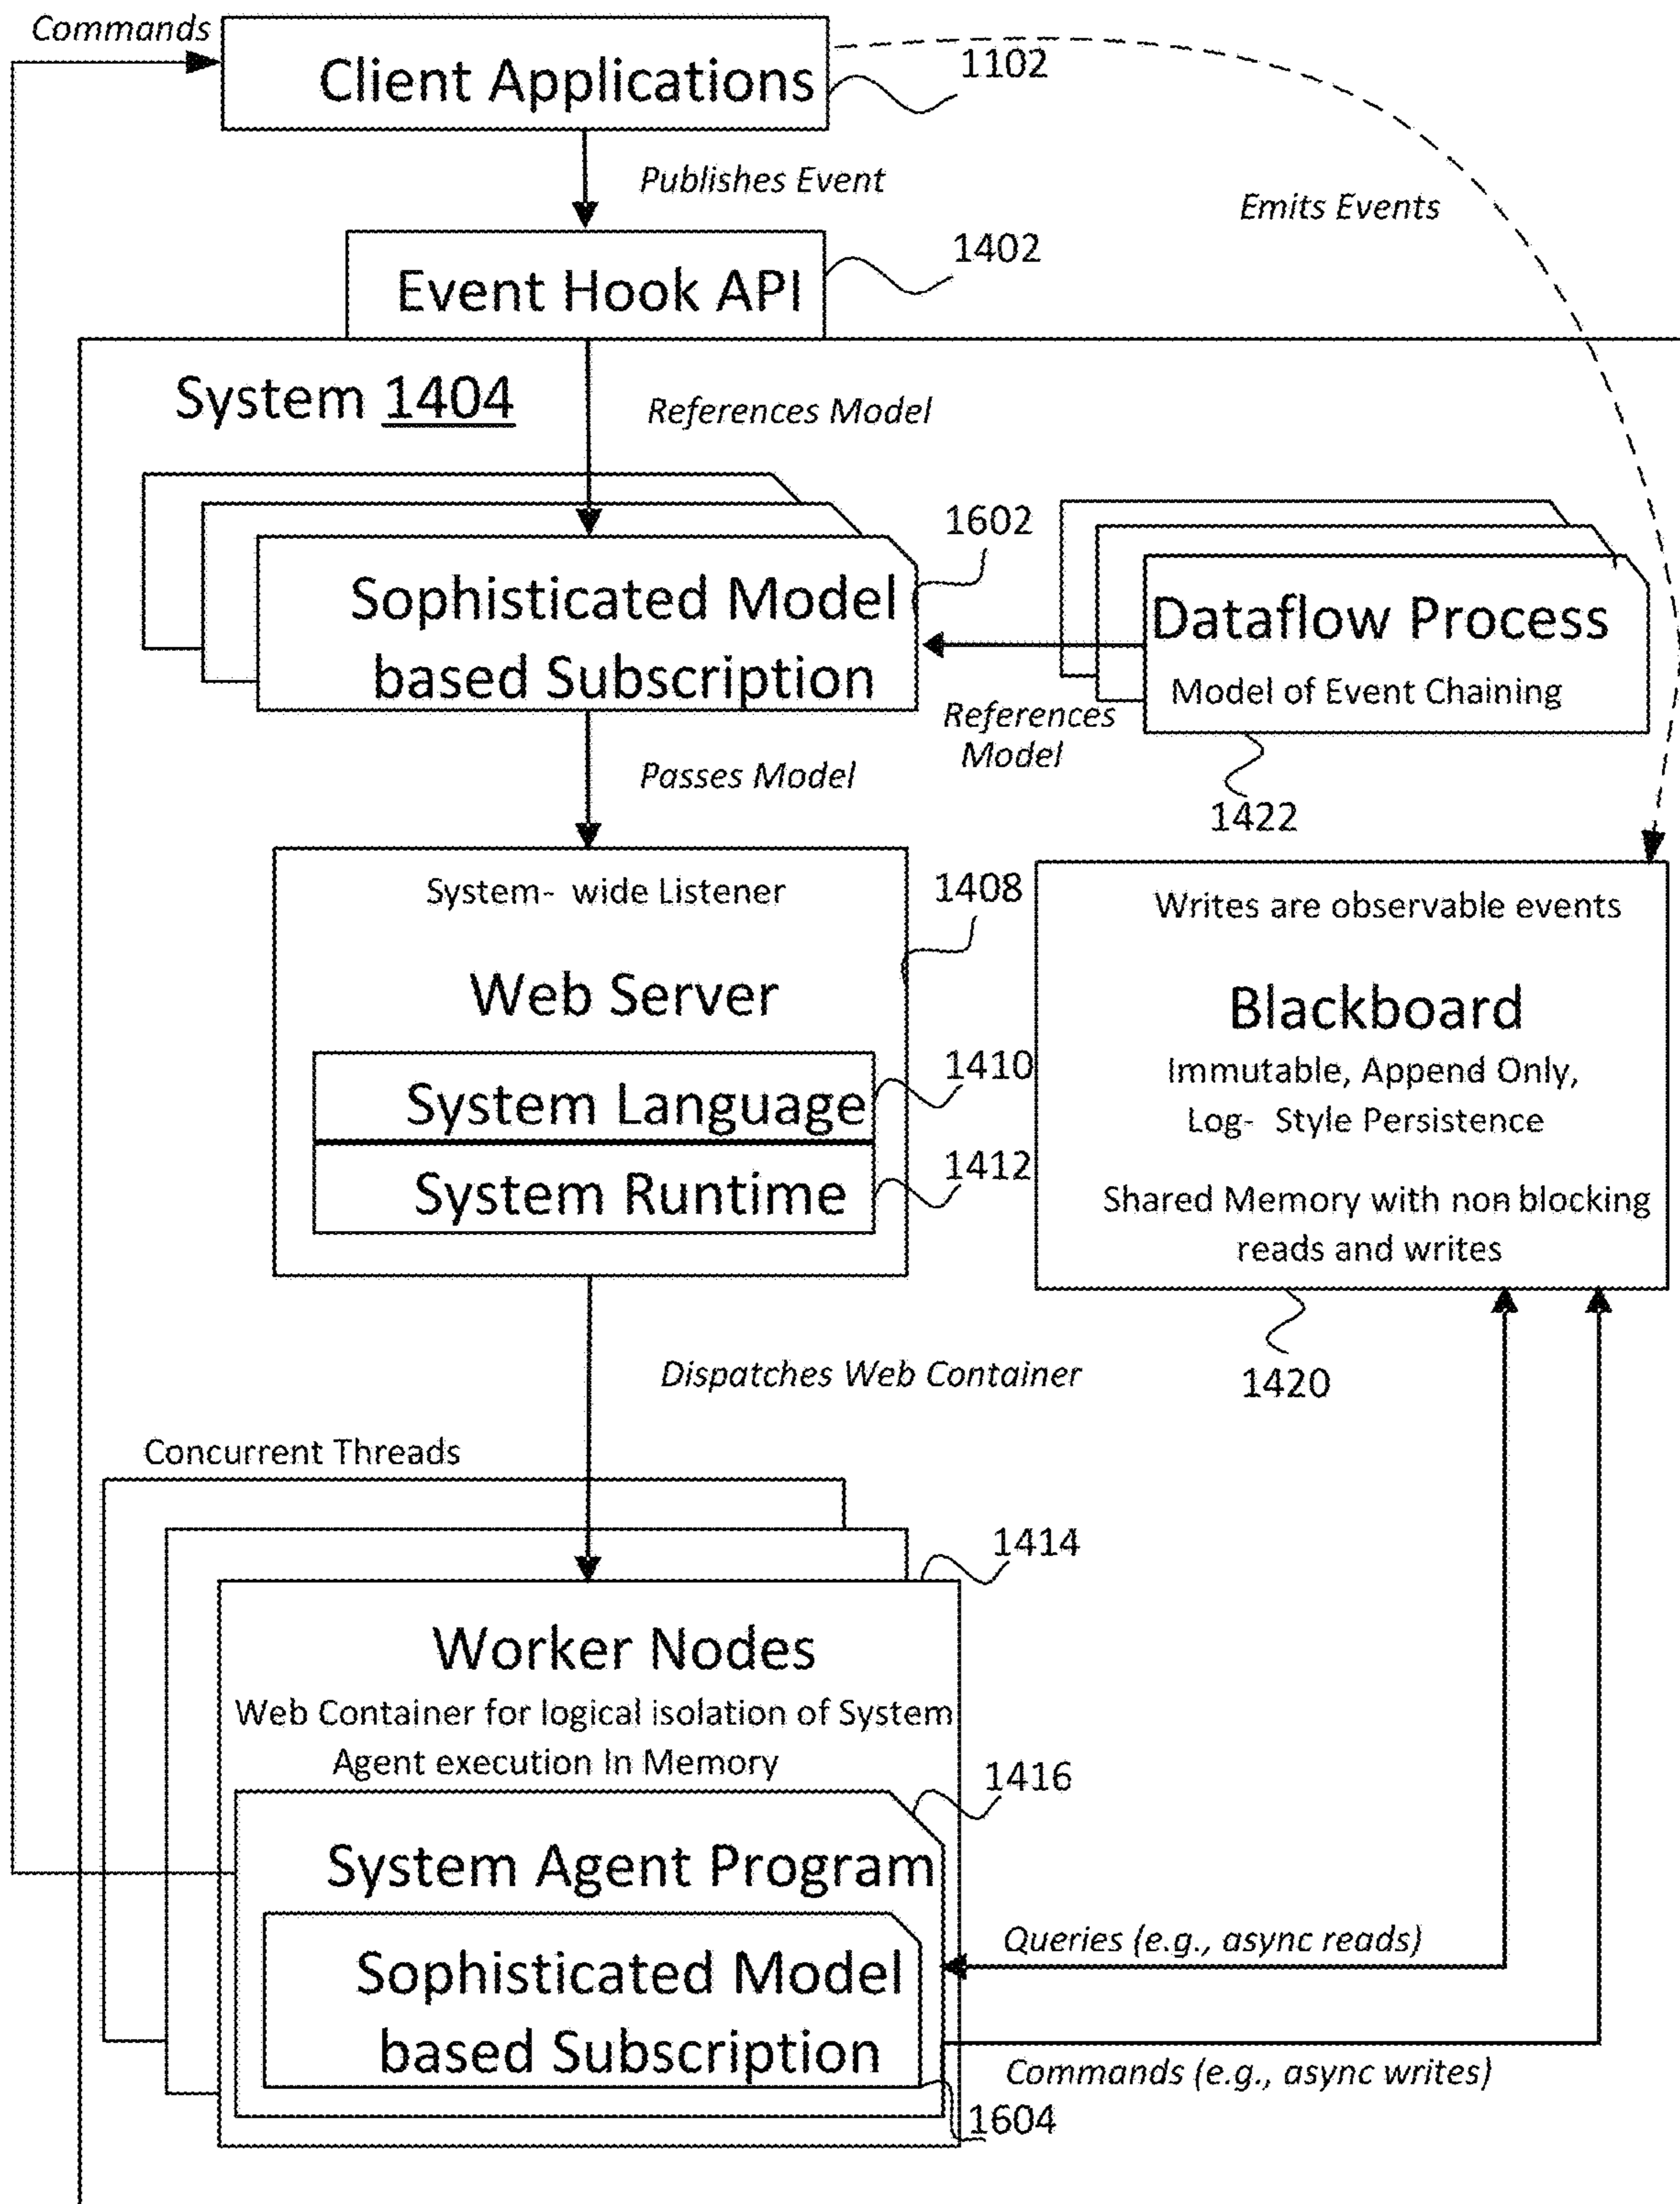 Commands
Client Applications
1102
Publishes Event
Emits Events
Event Hook API
1402
System 1404
References Model
Sophisticated Model
based Subscription
1602
Dataflow Process
Model of Event Chaining
References
Model
1422
Passes Model
System- wide Listener
Web Server
1408
System Language
1410
System Runtime
1412
Writes are observable events
Blackboard
Immutable, Append Only,
Log- Style Persistence
Shared Memory with non blocking
reads and writes
1420
Dispatches Web Container
Concurrent Threads
1414
Worker Nodes
Web Container for logical isolation of System
Agent execution In Memory
1416
System Agent Program
Sophisticated Model
based Subscription
1604
Queries (e.g., async reads)
Commands (e.g., async writes)